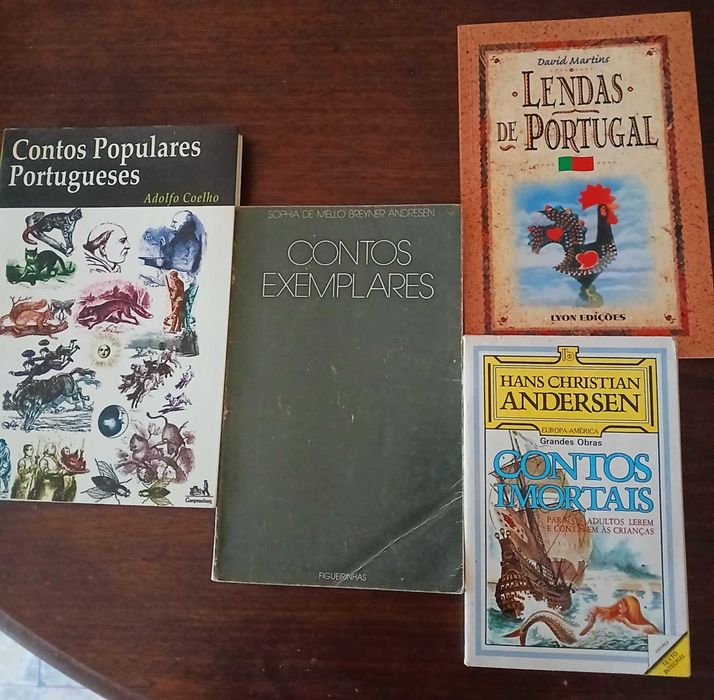 Contos Populares
Portugueses
Adolfo Coelho
Compendium
SOPHIA DE MELLO BREYNER ANDRESEN
CONTOS
EXEMPLARES
FIGUEIRINHAS
David Martins
LENDAS
DE PORTUGAL
LYON EDIÇÕES
HANS CHRISTIAN
ANDERSEN
EUROPA-AMÉRICA
Grandes Obras
CONTOS
IMORTAIS
PARA ADULTOS LEREM
E CONTAREM ÀS CRIANÇAS
TEXTO
INTEGRAL